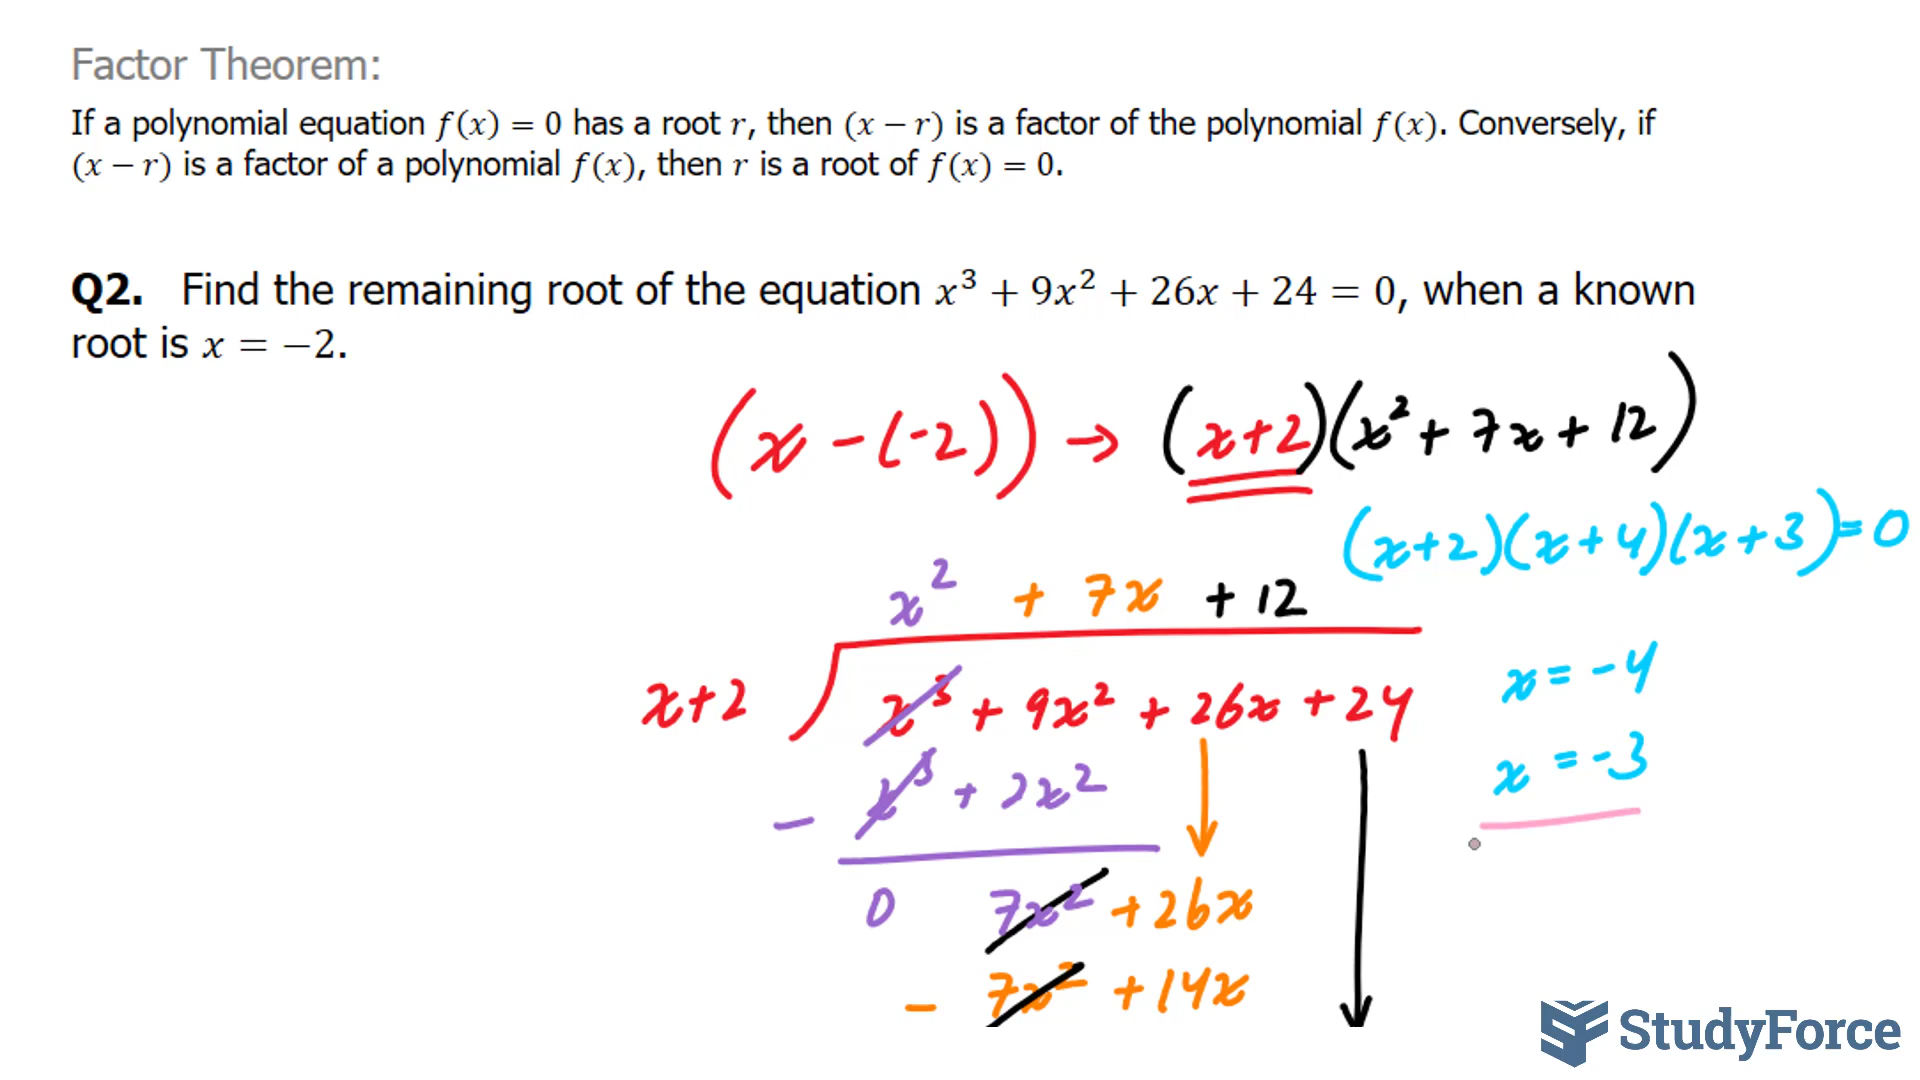 Factor Theorem:
If a polynomial equation f(x) = 0 has a root r, then (x − r) is a factor of the polynomial f(x). Conversely, if
(x − r) is a factor of a polynomial f(x), then r is a root of f(x) = 0.
Q2. Find the remaining root of the equation x³ + 9x² + 26x + 24 = 0, when a known
root is x = −2.
(x − (−2)) → (x+2)(x² + 7x + 12)
(x+2)(x+4)(x+3) = 0
x² + 7x + 12
x+2 x³ + 9x² + 26x + 24
− x³ + 2x²
0 7x² + 26x
− 7x² + 14x
x = −4
x = −3
StudyForce